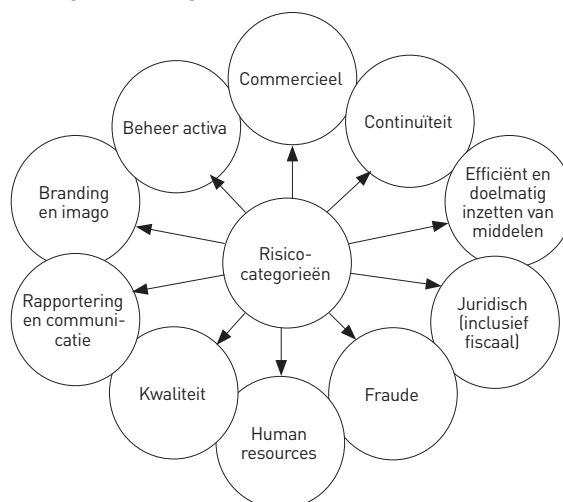 Commercieel
Continuïteit
Efficiënt en
doelmatig
inzetten van
middelen
Juridisch
(inclusief
fiscaal)
Fraude
Human
resources
Kwaliteit
Rapportering
en communi-
catie
Branding
en imago
Beheer activa
Risico-
categorieën